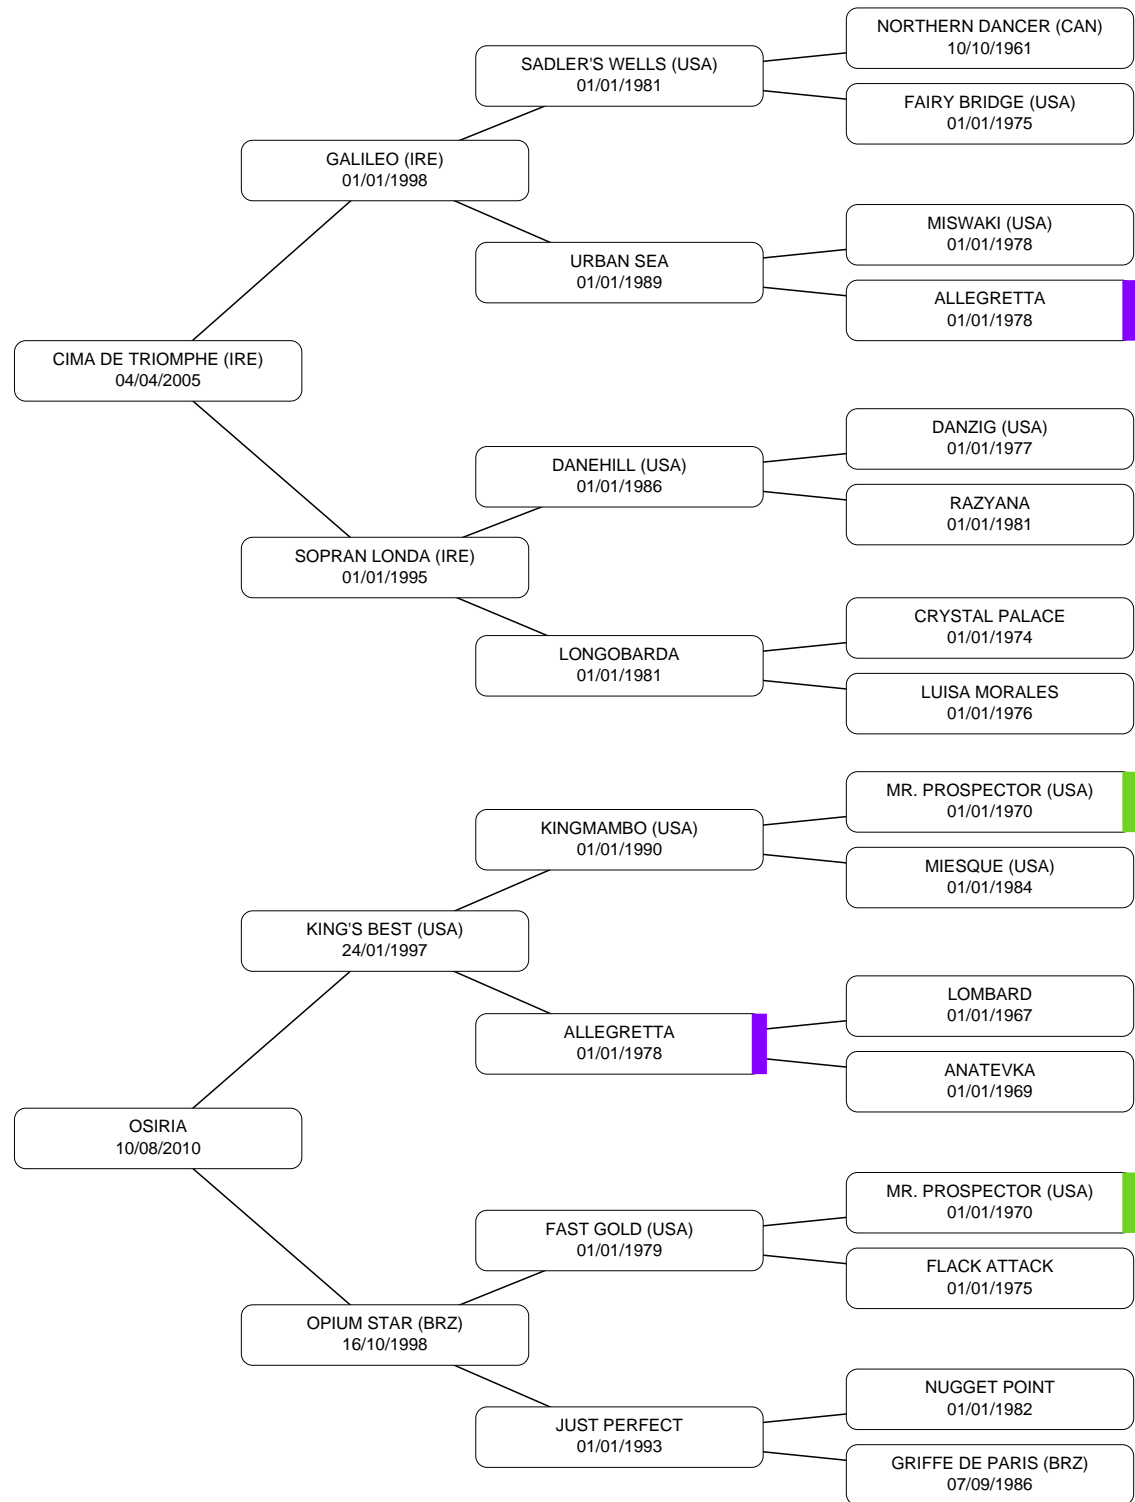 NORTHERN DANCER (CAN)
10/10/1961
SADLER'S WELLS (USA)
01/01/1981
FAIRY BRIDGE (USA)
01/01/1975
GALILEO (IRE)
01/01/1998
MISWAKI (USA)
01/01/1978
URBAN SEA
01/01/1989
ALLEGRETTA
01/01/1978
CIMA DE TRIOMPHE (IRE)
04/04/2005
DANZIG (USA)
01/01/1977
DANEHILL (USA)
01/01/1986
RAZYANA
01/01/1981
SOPRAN LONDA (IRE)
01/01/1995
CRYSTAL PALACE
01/01/1974
LONGOBARDA
01/01/1981
LUISA MORALES
01/01/1976
MR. PROSPECTOR (USA)
01/01/1970
KINGMAMBO (USA)
01/01/1990
MIESQUE (USA)
01/01/1984
KING'S BEST (USA)
24/01/1997
LOMBARD
01/01/1967
ALLEGRETTA
01/01/1978
ANATEVKA
01/01/1969
OSIRIA
10/08/2010
MR. PROSPECTOR (USA)
01/01/1970
FAST GOLD (USA)
01/01/1979
FLACK ATTACK
01/01/1975
OPIUM STAR (BRZ)
16/10/1998
NUGGET POINT
01/01/1982
JUST PERFECT
01/01/1993
GRIFFE DE PARIS (BRZ)
07/09/1986